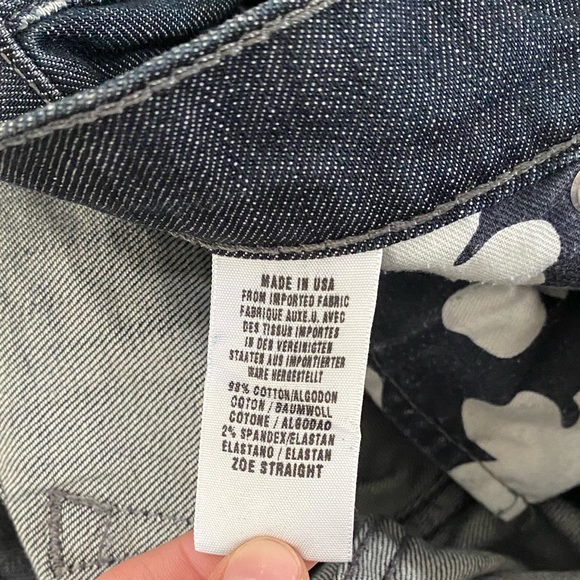 MADE IN USA
FROM IMPORTED FABRIC
FABRIQUE AUXE.U. AVEC
DES TISSUS IMPORTES
IN DEN VEREINIGTEN
STAATEN AUS IMPORTIERTER
WARE HERGESTELLT
98% COTTON/ALGODON
COTON / BAUMWOLL
COTONE / ALGODAO
2% SPANDEX/ELASTAN
ELASTANO / ELASTAN
ZOE STRAIGHT